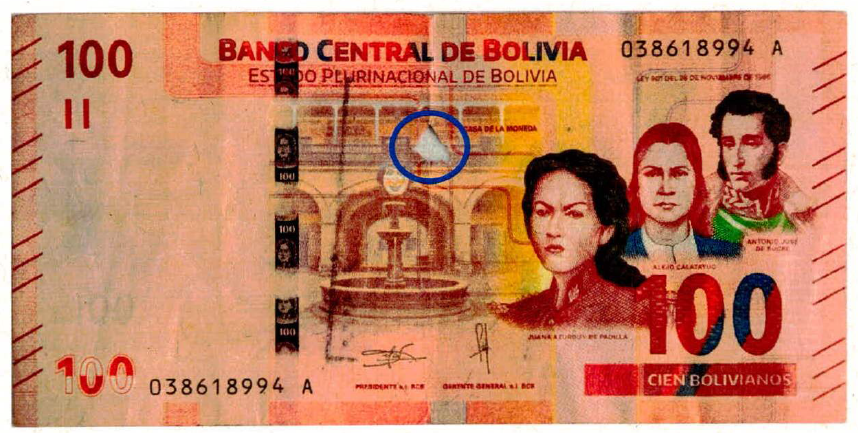 100
BANCO CENTRAL DE BOLIVIA
038618994 A
ESTADO PLURINACIONAL DE BOLIVIA
LEY 901 DEL 28 DE NOVIEMBRE DE 1986
II
CASA DE LA MONEDA
100
100
100
ANTONIO JOSÉ
DE SUCRE
ALEJO CALATAYUD
JUANA AZURDUY DE PADILLA
100
100
100
038618994 A
PRESIDENTE a.i. BCB
GERENTE GENERAL a.i. BCB
CIEN BOLIVIANOS